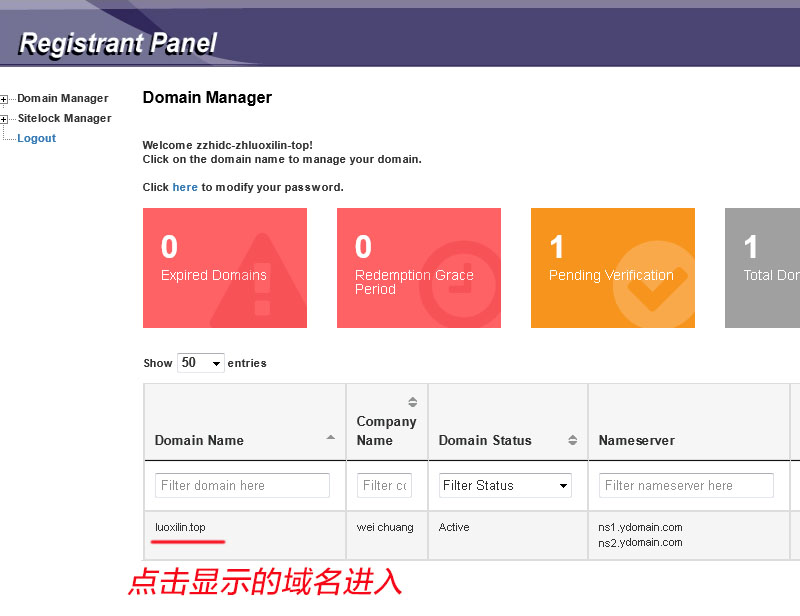 Registrant Panel
Domain Manager
Sitelock Manager
Logout
Domain Manager
Welcome zzhidc-zhluoxilin-top!
Click on the domain name to manage your domain.
Click here to modify your password.
0
Expired Domains
0
Redemption Grace
Period
1
Pending Verification
1
Total Dor
Show 50 entries
Domain Name
Company
Name
Domain Status
Nameserver
Filter domain here
Filter cc
Filter Status
Filter nameserver here
luoxilin.top
wei chuang
Active
ns1.ydomain.com
ns2.ydomain.com
点击显示的域名进入